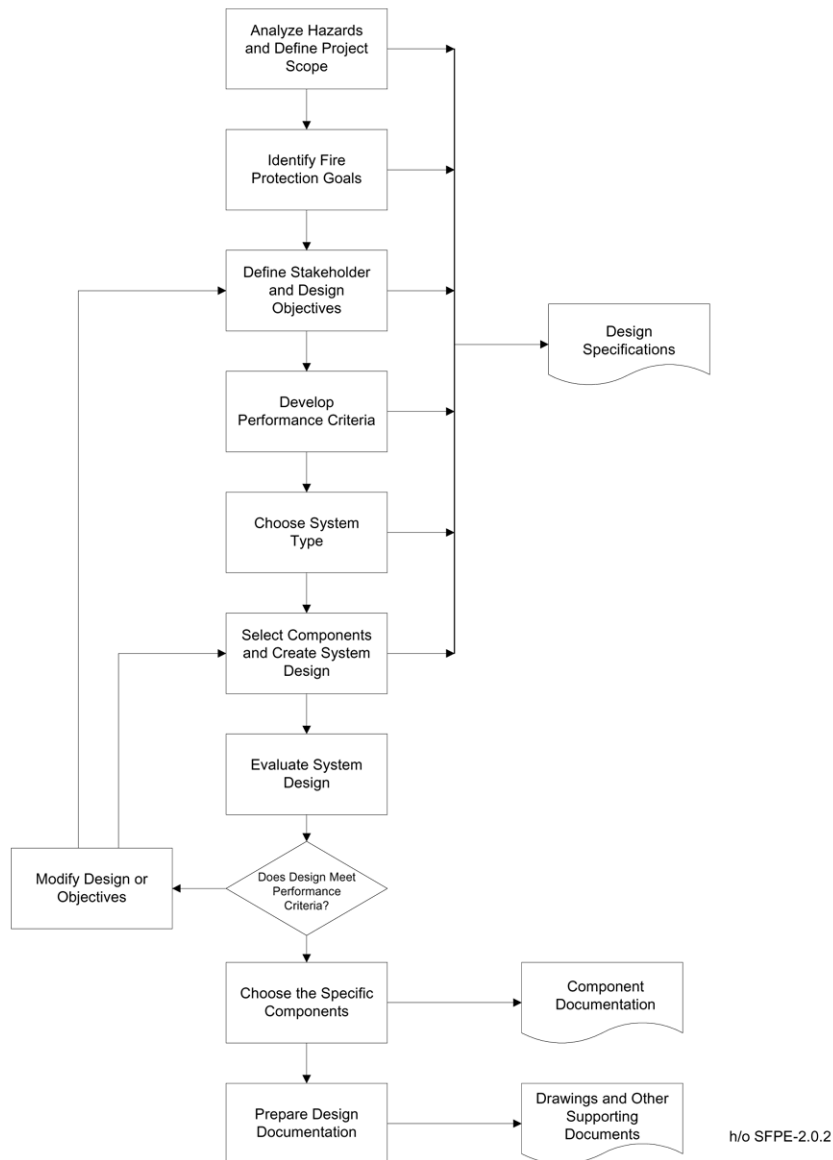 Analyze Hazards
and Define Project
Scope
Identify Fire
Protection Goals
Define Stakeholder
and Design
Objectives
Design
Specifications
Develop
Performance Criteria
Choose System
Type
Select Components
and Create System
Design
Evaluate System
Design
Does Design Meet
Performance
Criteria?
Modify Design or
Objectives
Choose the Specific
Components
Component
Documentation
Prepare Design
Documentation
Drawings and Other
Supporting
Documents
h/o SFPE-2.0.2